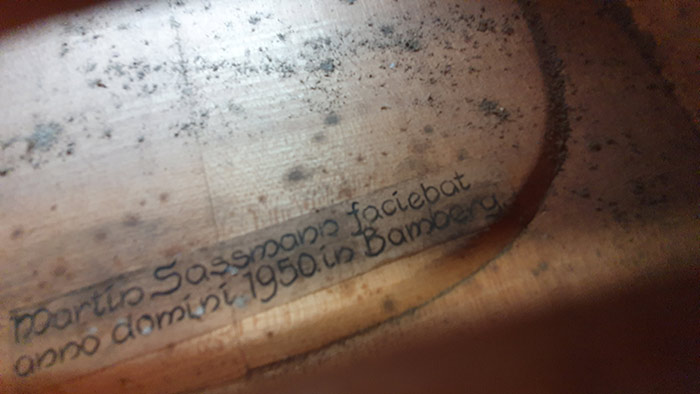 Martin Sassmann faciebat
anno domini 1950 in Bamberg.